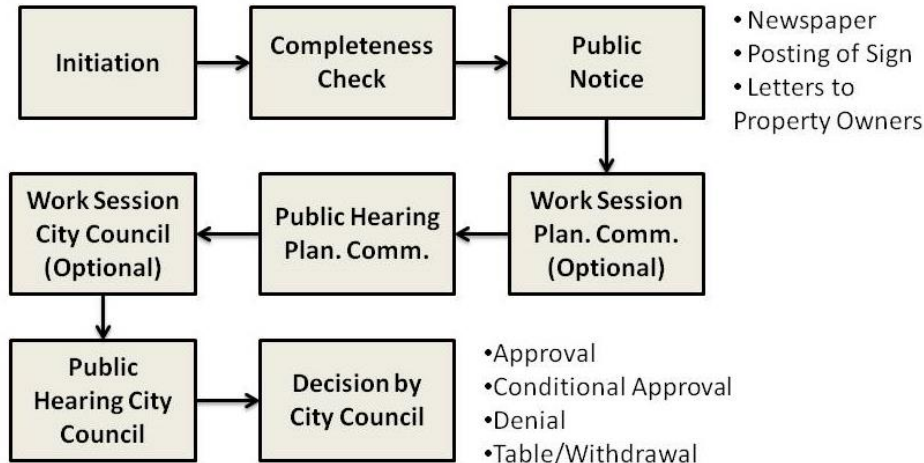 Initiation
Completeness
Check
Public
Notice
• Newspaper
• Posting of Sign
• Letters to
Property Owners
Work Session
City Council
(Optional)
Public Hearing
Plan. Comm.
Work Session
Plan. Comm.
(Optional)
Public
Hearing City
Council
Decision by
City Council
•Approval
•Conditional Approval
•Denial
•Table/Withdrawal